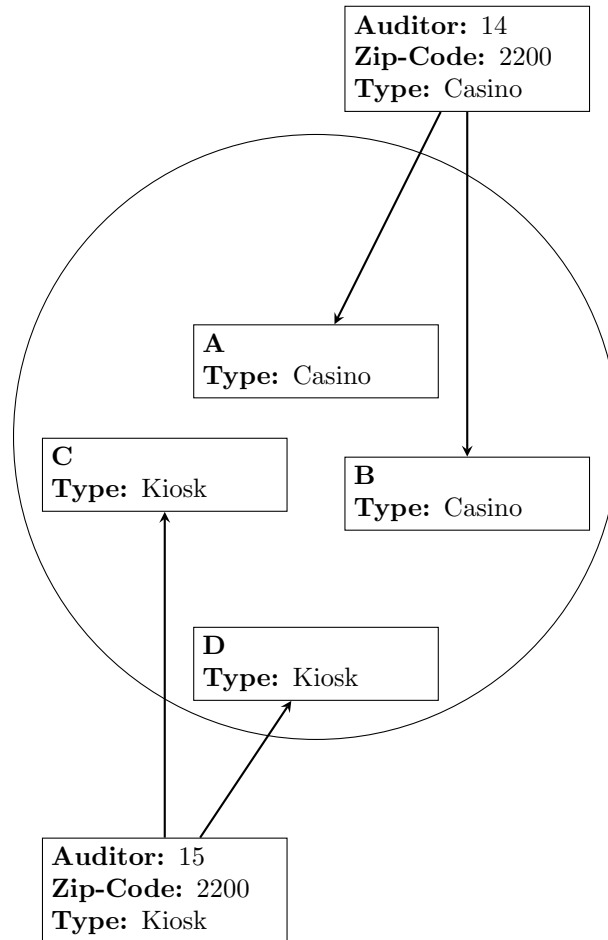 Auditor: 14
Zip-Code: 2200
Type: Casino
A
Type: Casino
C
Type: Kiosk
B
Type: Casino
D
Type: Kiosk
Auditor: 15
Zip-Code: 2200
Type: Kiosk